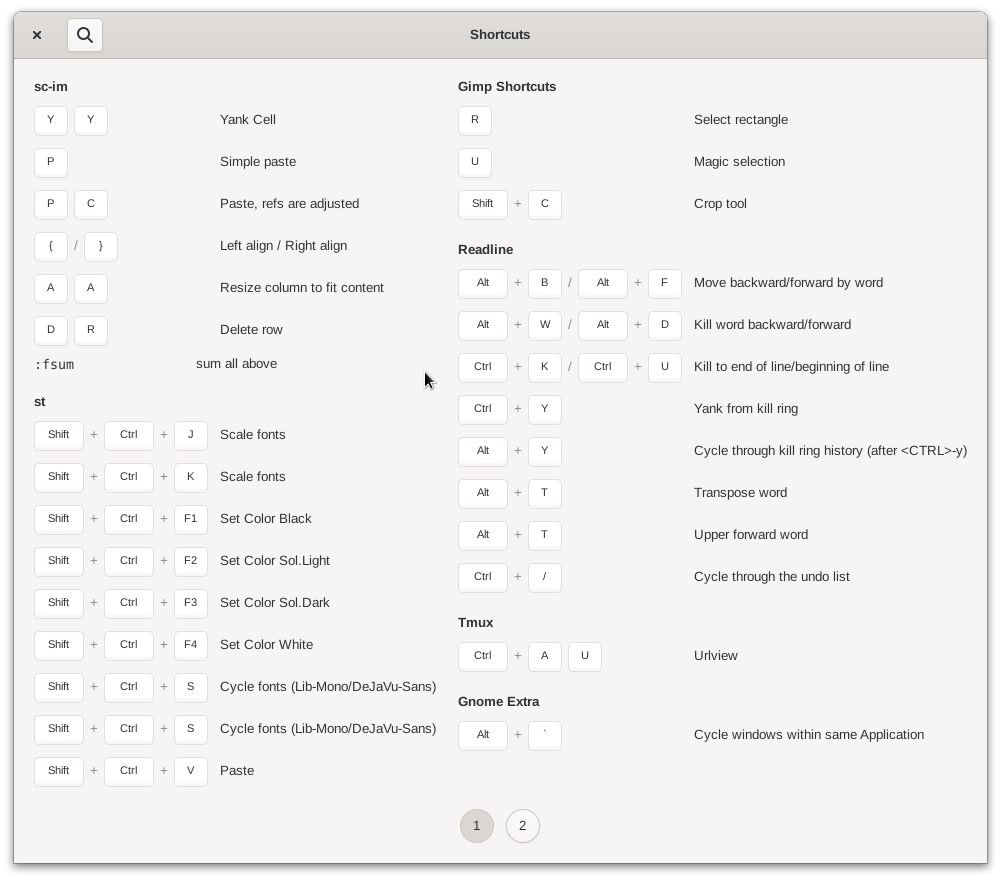 × Shortcuts
sc-im
Y Y Yank Cell
P Simple paste
P C Paste, refs are adjusted
{ / } Left align / Right align
A A Resize column to fit content
D R Delete row
:fsum sum all above
st
Shift + Ctrl + J Scale fonts
Shift + Ctrl + K Scale fonts
Shift + Ctrl + F1 Set Color Black
Shift + Ctrl + F2 Set Color Sol.Light
Shift + Ctrl + F3 Set Color Sol.Dark
Shift + Ctrl + F4 Set Color White
Shift + Ctrl + S Cycle fonts (Lib-Mono/DeJaVu-Sans)
Shift + Ctrl + S Cycle fonts (Lib-Mono/DeJaVu-Sans)
Shift + Ctrl + V Paste
Gimp Shortcuts
R Select rectangle
U Magic selection
Shift + C Crop tool
Readline
Alt + B / Alt + F Move backward/forward by word
Alt + W / Alt + D Kill word backward/forward
Ctrl + K / Ctrl + U Kill to end of line/beginning of line
Ctrl + Y Yank from kill ring
Alt + Y Cycle through kill ring history (after <CTRL>-y)
Alt + T Transpose word
Alt + T Upper forward word
Ctrl + / Cycle through the undo list
Tmux
Ctrl + A U Urlview
Gnome Extra
Alt + ` Cycle windows within same Application
1 2